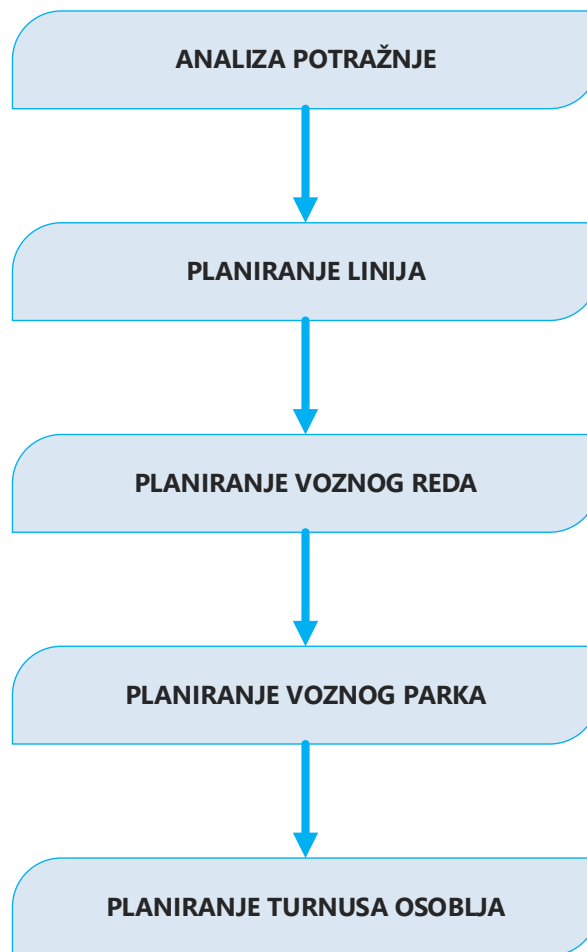 ANALIZA POTRAŽNJE
PLANIRANJE LINIJA
PLANIRANJE VOZNOG REDA
PLANIRANJE VOZNOG PARKA
PLANIRANJE TURNUSA OSOBLJA